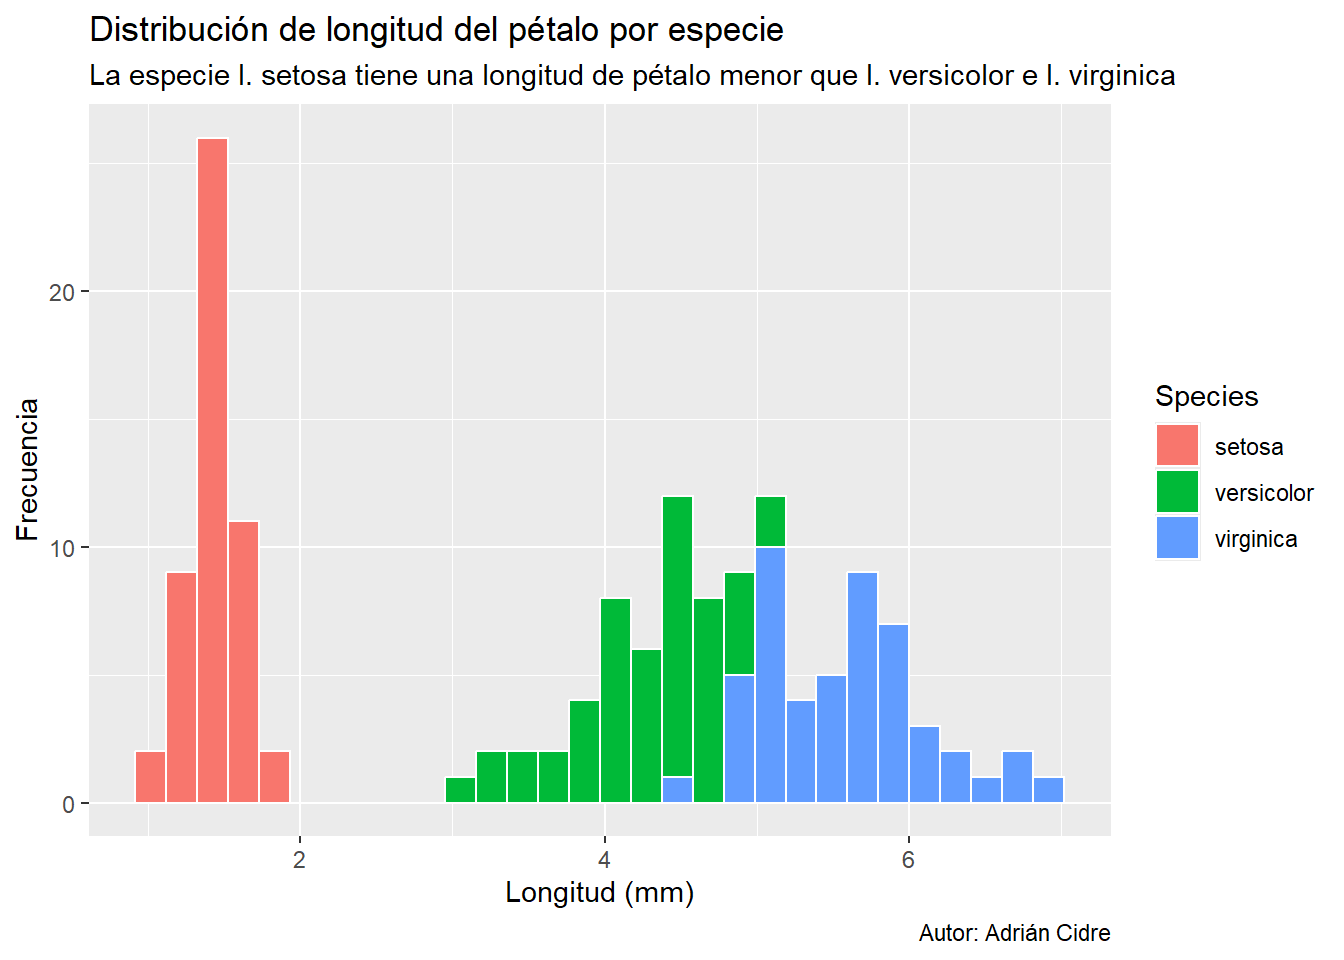 Distribución de longitud del pétalo por especie
La especie I. setosa tiene una longitud de pétalo menor que I. versicolor e I. virginica
Frecuencia
20
10
0
2
4
6
Longitud (mm)
Species
setosa
versicolor
virginica
Autor: Adrián Cidre